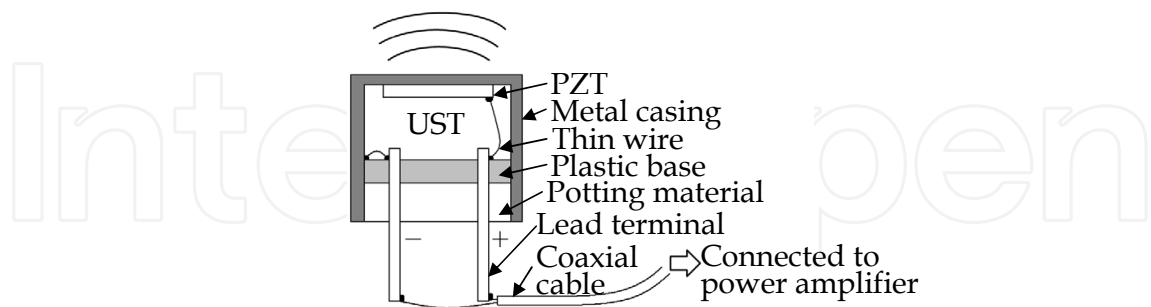 PZT
Metal casing
UST
Thin wire
Plastic base
Potting material
Lead terminal
− +
Coaxial
cable
Connected to
power amplifier